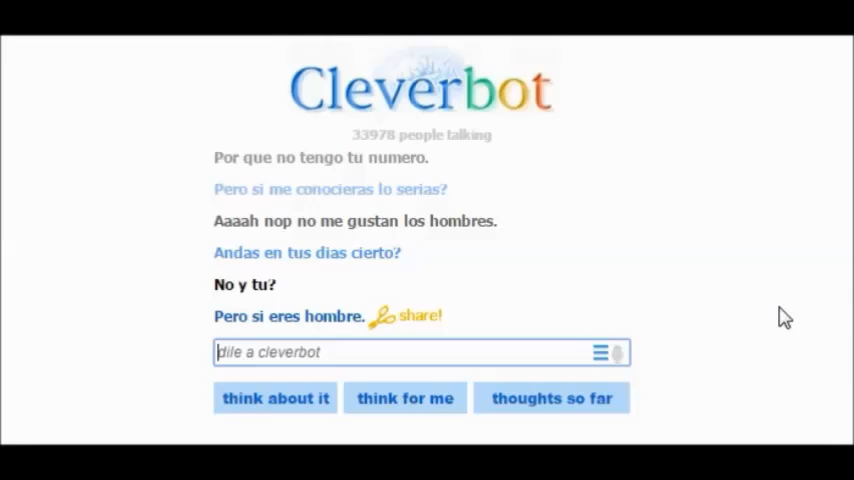 Cleverbot
33978 people talking
Por que no tengo tu numero.
Pero si me conocieras lo serias?
Aaaah nop no me gustan los hombres.
Andas en tus dias cierto?
No y tu?
Pero si eres hombre. share!
dile a cleverbot
think about it think for me thoughts so far